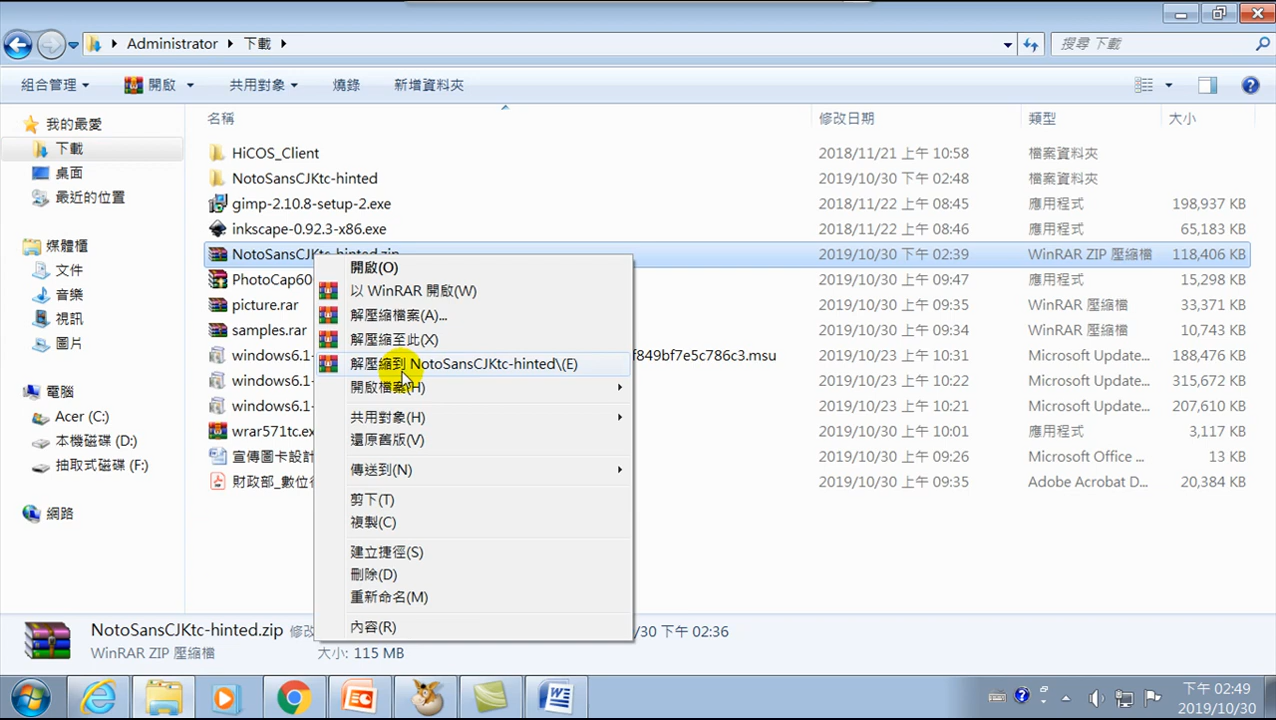 Administrator 下載
搜尋 下載
組合管理 開啟 共用對象 燒錄 新增資料夾
名稱 修改日期 類型 大小
我的最愛
下載
桌面
最近的位置
媒體櫃
文件
音樂
視訊
圖片
電腦
Acer (C:)
本機磁碟 (D:)
抽取式磁碟 (F:)
網路
HiCOS_Client 2018/11/21 上午 10:58 檔案資料夾
NotoSansCJKtc-hinted 2019/10/30 下午 02:48 檔案資料夾
gimp-2.10.8-setup-2.exe 2018/11/22 上午 08:45 應用程式 198,937 KB
inkscape-0.92.3-x86.exe 2018/11/22 上午 08:46 應用程式 65,183 KB
NotoSansCJKtc-hinted.zip 2019/10/30 下午 02:39 WinRAR ZIP 壓縮檔 118,406 KB
PhotoCap60 2019/10/30 上午 09:47 應用程式 15,298 KB
picture.rar 2019/10/30 上午 09:35 WinRAR 壓縮檔 33,371 KB
samples.rar 2019/10/30 上午 09:34 WinRAR 壓縮檔 10,743 KB
windows6.1- f849bf7e5c786c3.msu 2019/10/30 上午 10:31 Microsoft Update... 188,476 KB
windows6.1- 2019/10/30 上午 10:22 Microsoft Update... 315,672 KB
windows6.1- 2019/10/30 上午 10:21 Microsoft Update... 207,610 KB
wrar571tc.ex 2019/10/30 上午 10:01 應用程式 3,117 KB
宣傳圖卡設計 2019/10/30 上午 09:26 Microsoft Office ... 13 KB
財政部_數位 2019/10/30 上午 09:35 Adobe Acrobat D... 20,384 KB
開啟(O)
以 WinRAR 開啟(W)
解壓縮檔案(A)...
解壓縮至此(X)
解壓縮到 NotoSansCJKtc-hinted\(E)
開啟檔案(H)
共用對象(H)
還原舊版(V)
傳送到(N)
剪下(T)
複製(C)
建立捷徑(S)
刪除(D)
重新命名(M)
內容(R)
NotoSansCJKtc-hinted.zip 修改 /30 下午 02:36
WinRAR ZIP 壓縮檔 大小: 115 MB
下午 02:49
2019/10/30